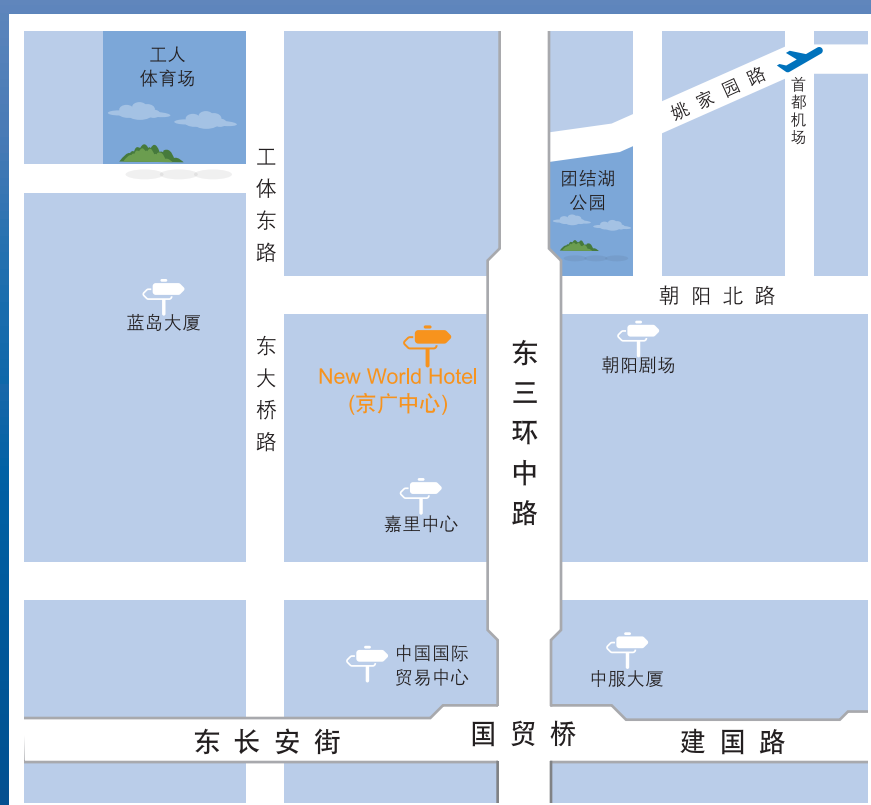 工人
体育场
姚家园路
首都机场
工体东路
团结湖
公园
朝阳北路
蓝岛大厦
东大桥路
New World Hotel
(京广中心)
东三环中路
朝阳剧场
嘉里中心
中国国际
贸易中心
中服大厦
东长安街
国贸桥
建国路